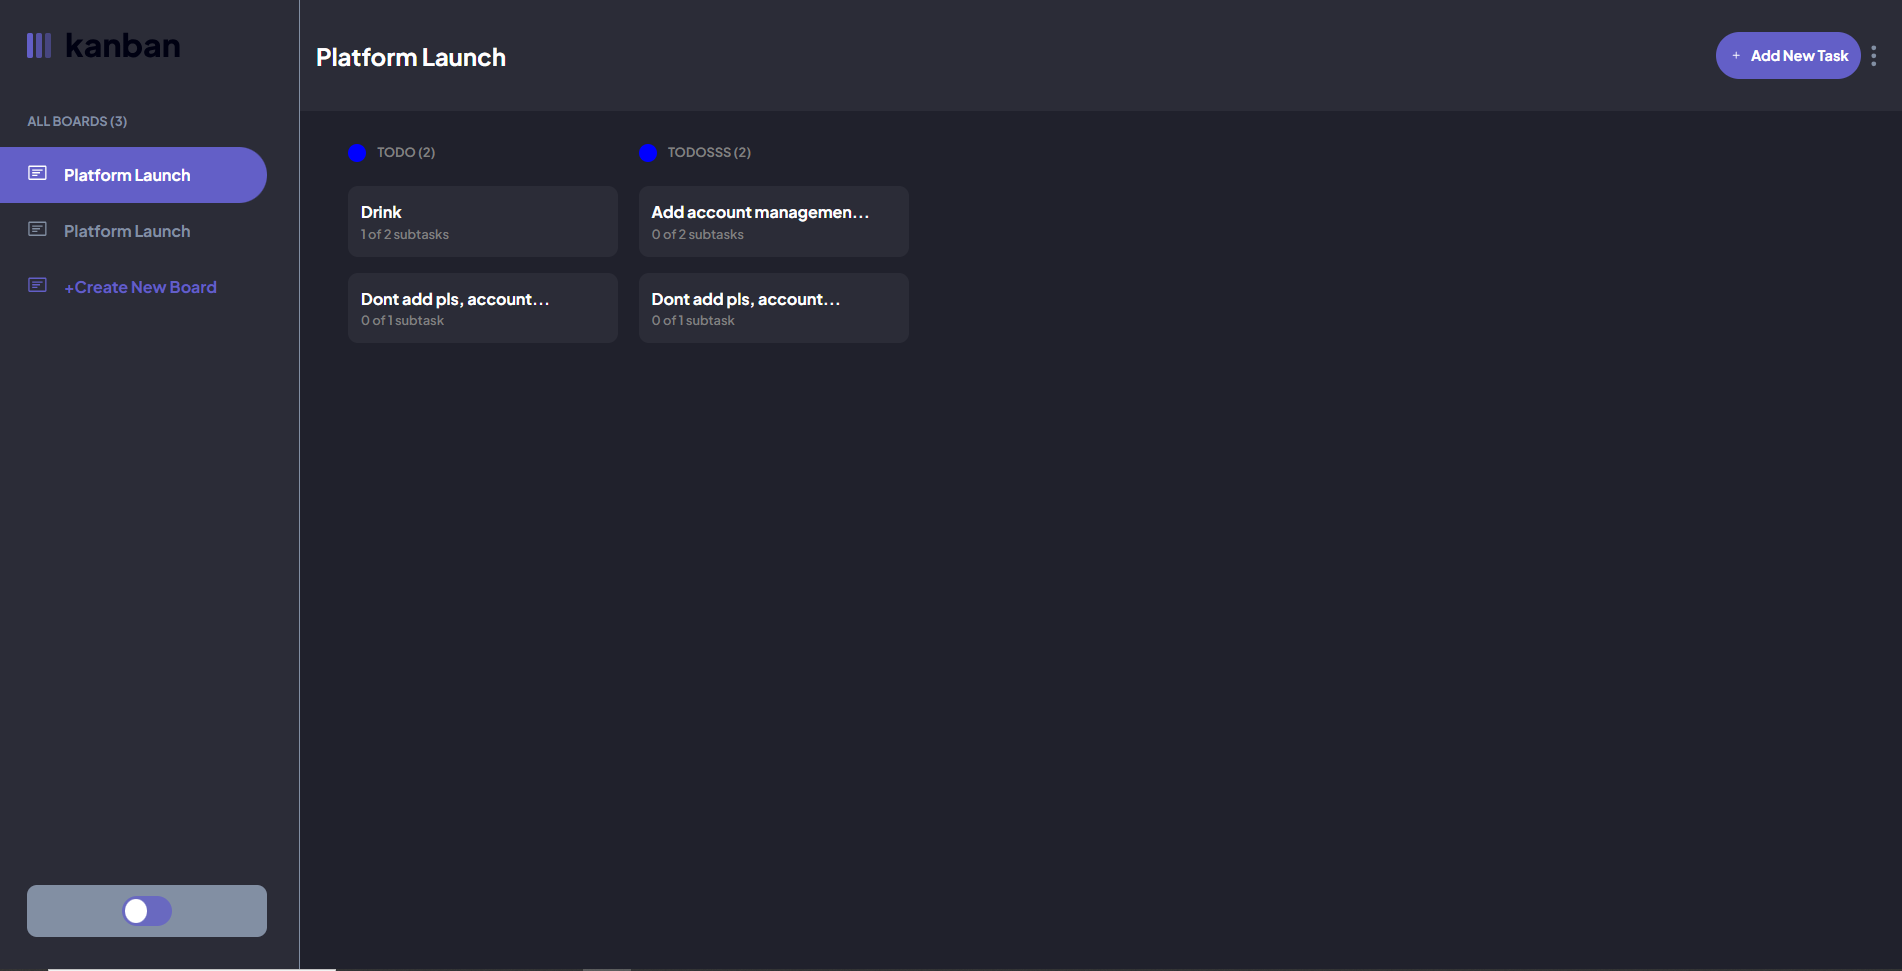 kanban
ALL BOARDS (3)
Platform Launch
Platform Launch
+Create New Board
Platform Launch
+ Add New Task
TODO (2)
Drink
1 of 2 subtasks
Dont add pls, account...
0 of 1 subtask
TODOSSS (2)
Add account managemen...
0 of 2 subtasks
Dont add pls, account...
0 of 1 subtask